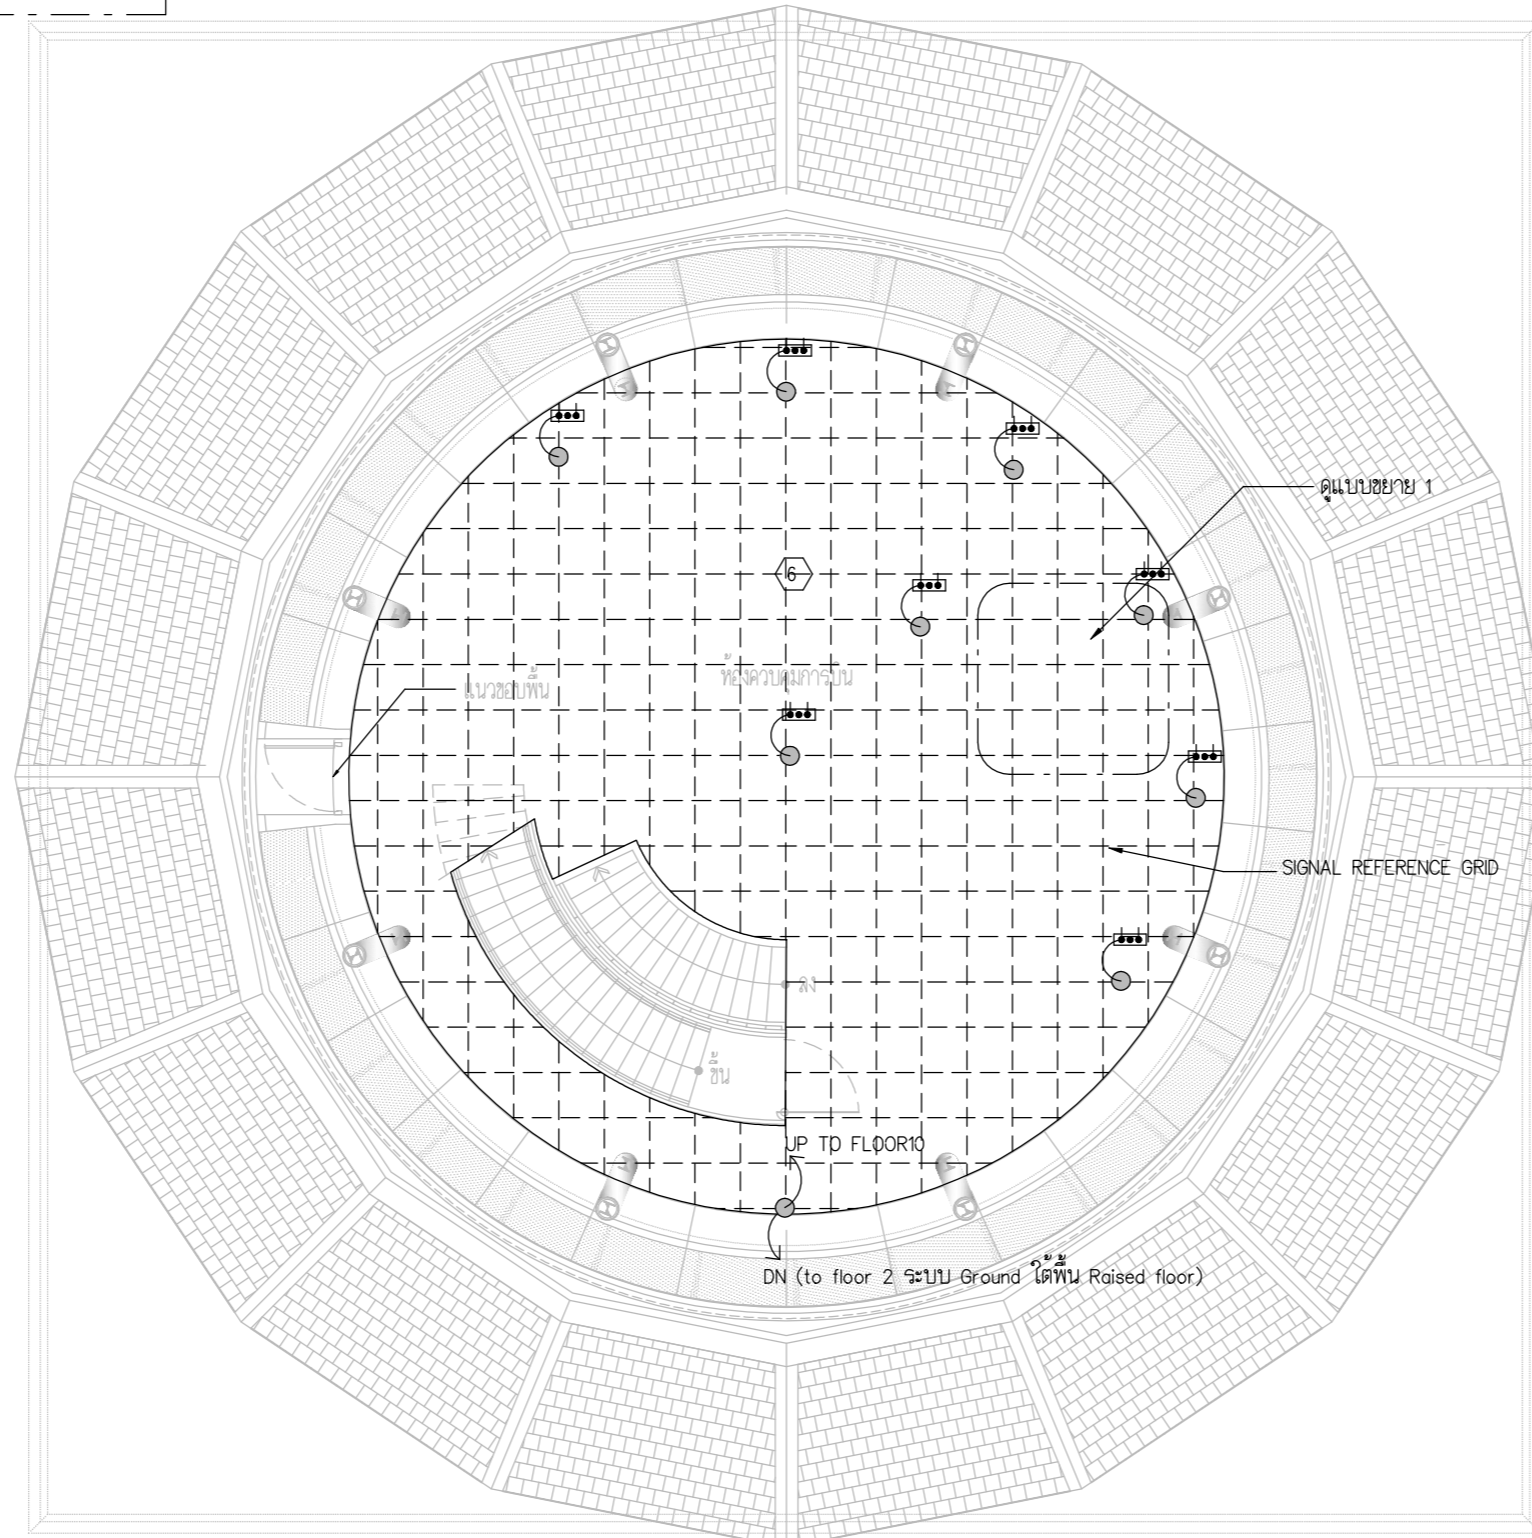 ดูแบบขยาย 1
6
ห้องควบคุมการบิน
แนวขอบพื้น
SIGNAL REFERENCE GRID
ลง
ขึ้น
UP TO FLOOR10
DN (to floor 2 ระบบ Ground ใต้พื้น Raised floor)